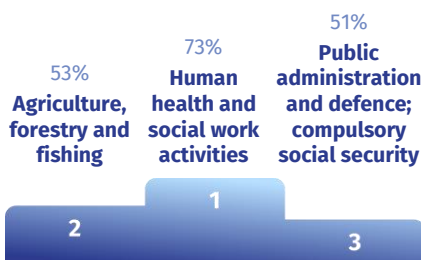 53%
Agriculture,
forestry and
fishing
2
73%
Human
health and
social work
activities
1
51%
Public
administration
and defence;
compulsory
social security
3